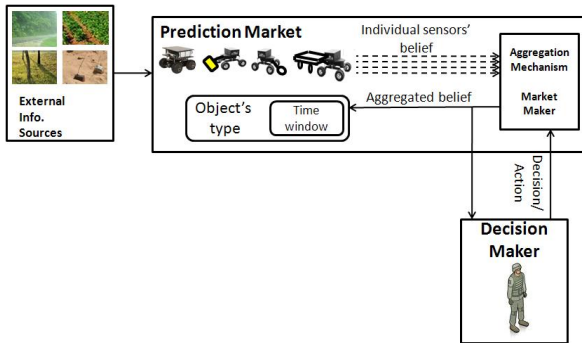 External
Info.
Sources
Prediction Market
Individual sensors'
belief
Aggregation
Mechanism
Market
Maker
Aggregated belief
Object's
type
Time
window
Decision/
Action
Decision
Maker